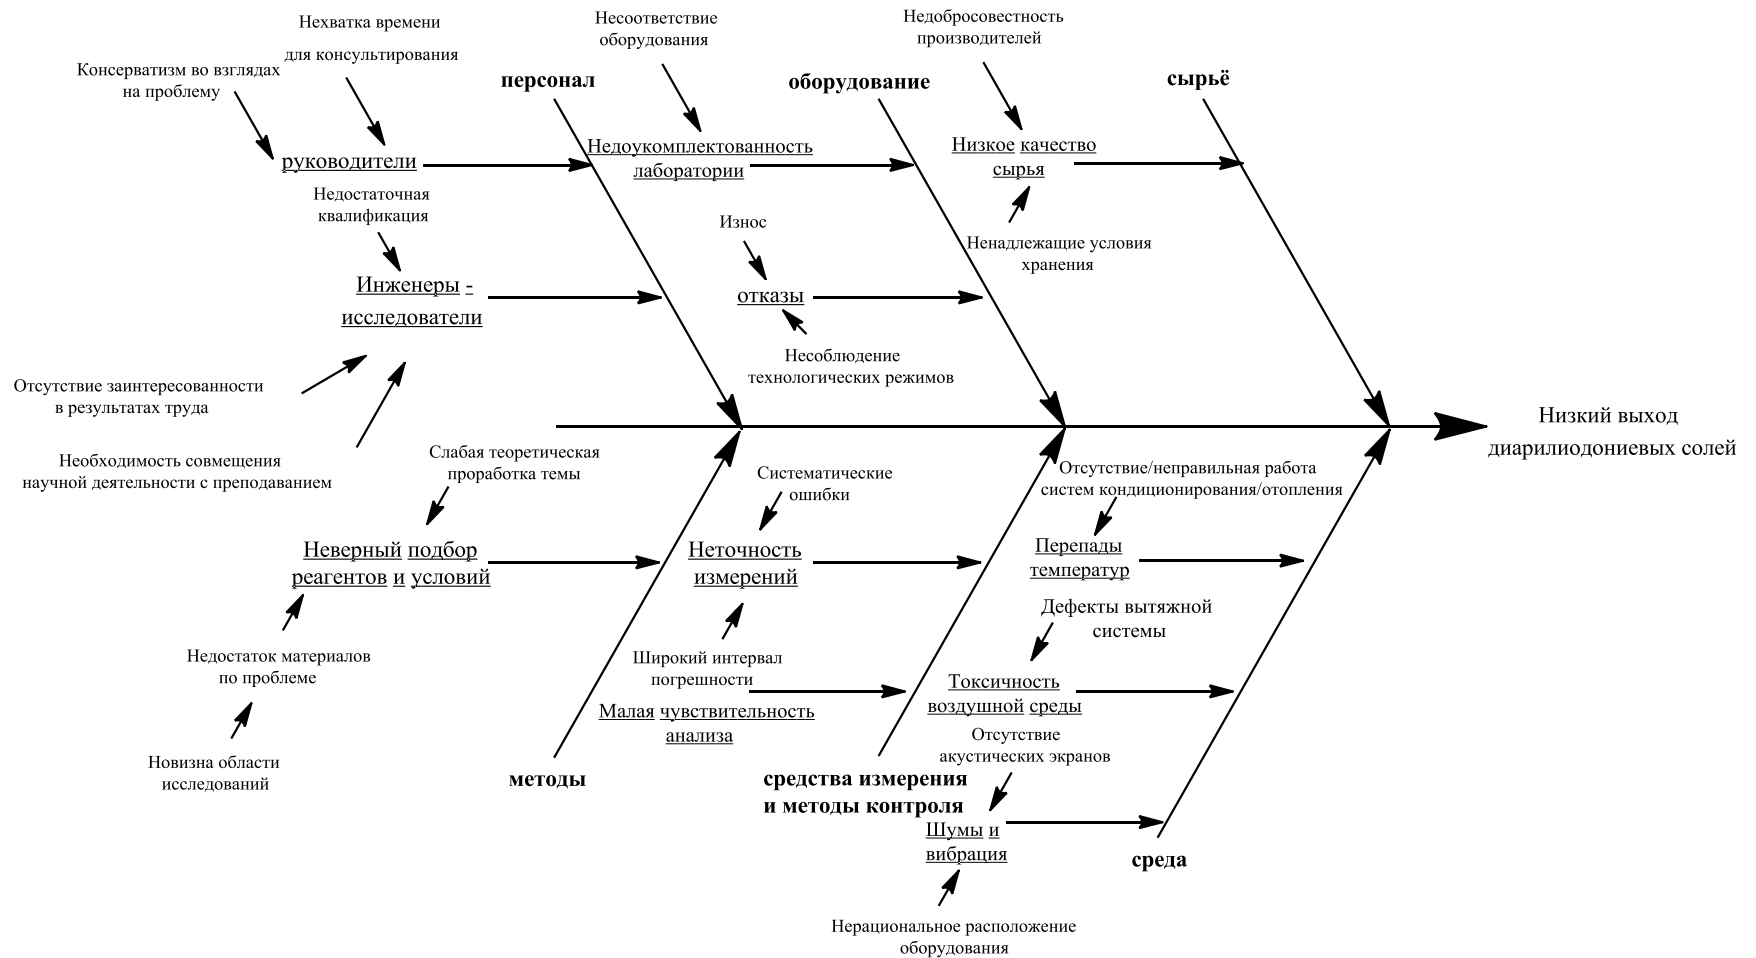 Нехватка времени
для консультирования
Консерватизм во взглядах
на проблему
руководители
Недостаточная
квалификация
Инженеры -
исследователи
Отсутствие заинтересованности
в результатах труда
Необходимость совмещения
научной деятельности с преподаванием
персонал
Несоответствие
оборудования
Недоукомплектованность
лаборатории
Износ
отказы
Несоблюдение
технологических режимов
оборудование
Недобросовестность
производителей
Низкое качество
сырья
Ненадлежащие условия
хранения
сырьё
Низкий выход
диарилиодониевых солей
Слабая теоретическая
проработка темы
Неверный подбор
реагентов и условий
Недостаток материалов
по проблеме
Новизна области
исследований
методы
Систематические
ошибки
Неточность
измерений
Широкий интервал
погрешности
Малая чувствительность
анализа
средства измерения
и методы контроля
Отсутствие/неправильная работа
систем кондиционирования/отопления
Перепады
температур
Дефекты вытяжной
системы
Токсичность
воздушной среды
Отсутствие
акустических экранов
Шумы и
вибрация
Нерациональное расположение
оборудования
среда